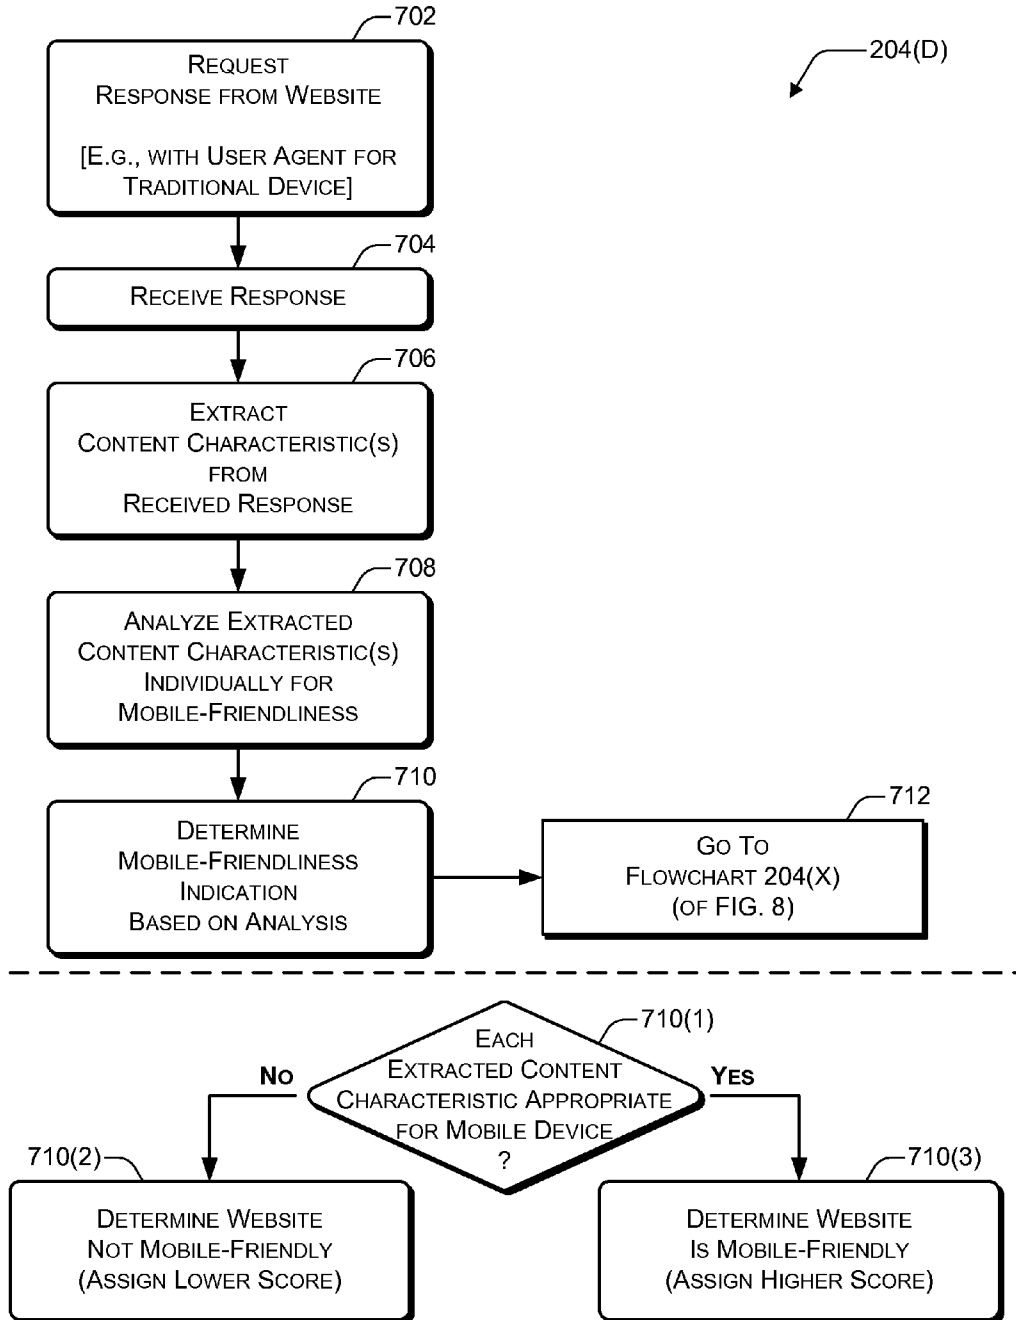 702
204(D)
REQUEST
RESPONSE FROM WEBSITE
[E.G., WITH USER AGENT FOR
TRADITIONAL DEVICE]
704
RECEIVE RESPONSE
706
EXTRACT
CONTENT CHARACTERISTIC(S)
FROM
RECEIVED RESPONSE
708
ANALYZE EXTRACTED
CONTENT CHARACTERISTIC(S)
INDIVIDUALLY FOR
MOBILE-FRIENDLINESS
710
DETERMINE
MOBILE-FRIENDLINESS
INDICATION
BASED ON ANALYSIS
712
GO TO
FLOWCHART 204(X)
(OF FIG. 8)
710(1)
EACH
EXTRACTED CONTENT
CHARACTERISTIC APPROPRIATE
FOR MOBILE DEVICE
?
NO
YES
710(2)
DETERMINE WEBSITE
NOT MOBILE-FRIENDLY
(ASSIGN LOWER SCORE)
710(3)
DETERMINE WEBSITE
IS MOBILE-FRIENDLY
(ASSIGN HIGHER SCORE)